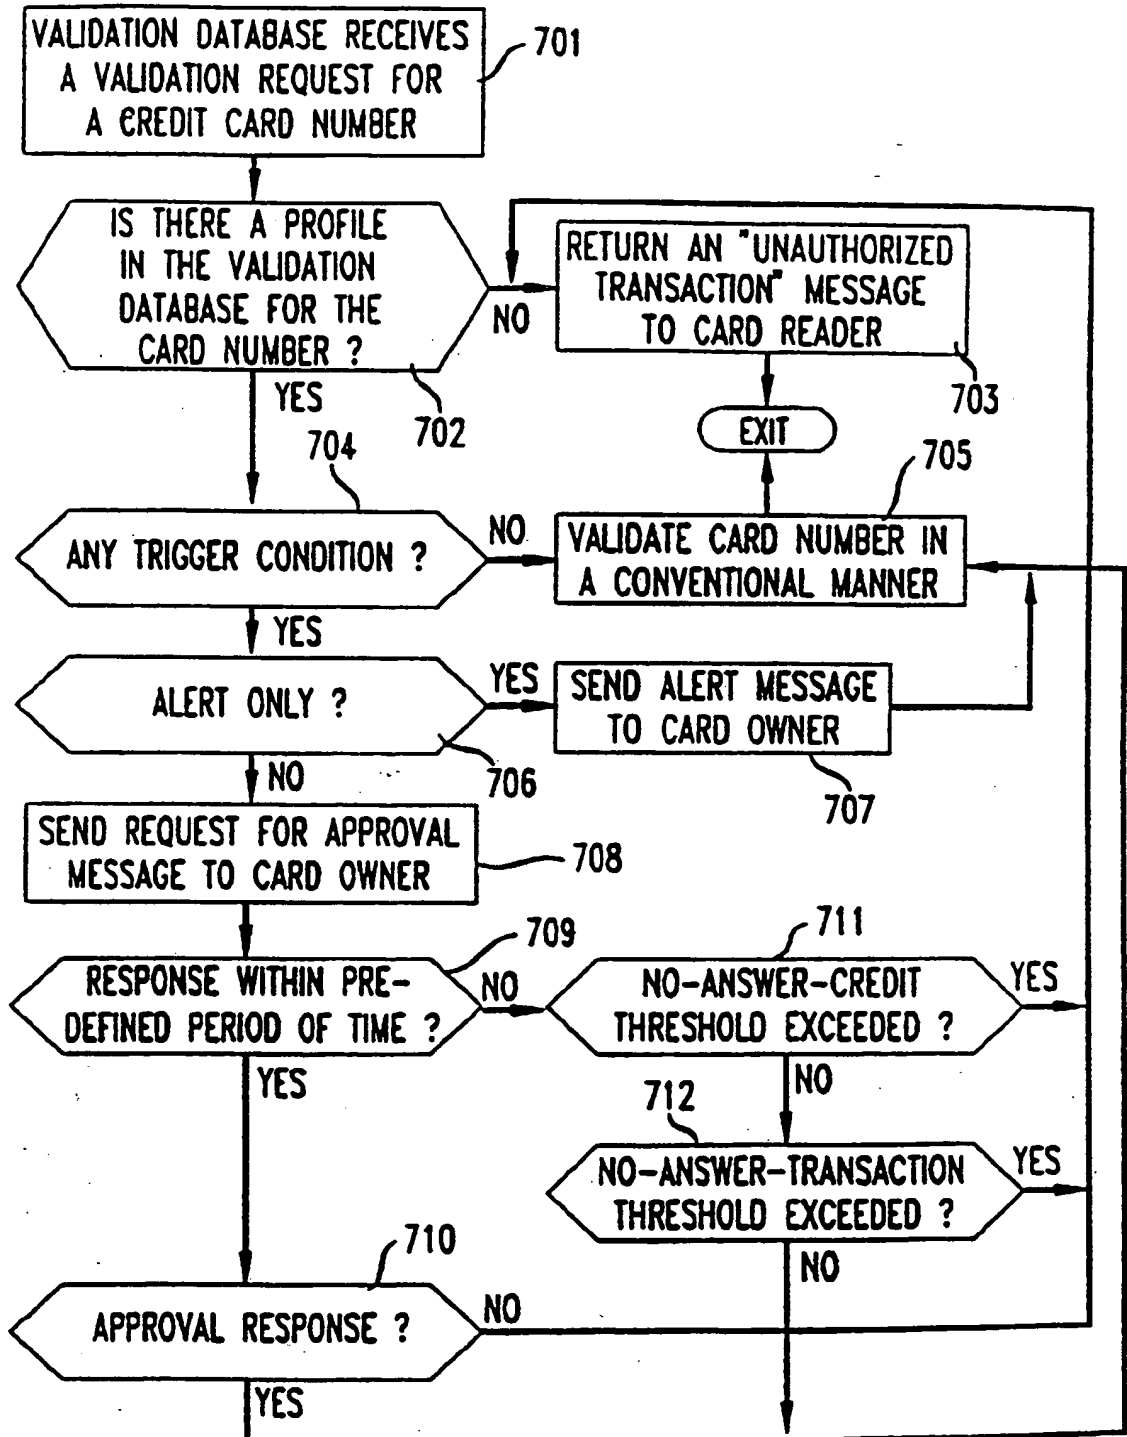 VALIDATION DATABASE RECEIVES
A VALIDATION REQUEST FOR
A CREDIT CARD NUMBER
701
IS THERE A PROFILE
IN THE VALIDATION
DATABASE FOR THE
CARD NUMBER ?
702
NO
YES
RETURN AN "UNAUTHORIZED
TRANSACTION" MESSAGE
TO CARD READER
703
EXIT
704
ANY TRIGGER CONDITION ?
NO
YES
705
VALIDATE CARD NUMBER IN
A CONVENTIONAL MANNER
ALERT ONLY ?
706
YES
NO
SEND ALERT MESSAGE
TO CARD OWNER
707
SEND REQUEST FOR APPROVAL
MESSAGE TO CARD OWNER
708
709
RESPONSE WITHIN PRE-
DEFINED PERIOD OF TIME ?
NO
YES
711
NO-ANSWER-CREDIT
THRESHOLD EXCEEDED ?
YES
NO
712
NO-ANSWER-TRANSACTION
THRESHOLD EXCEEDED ?
YES
NO
710
APPROVAL RESPONSE ?
NO
YES